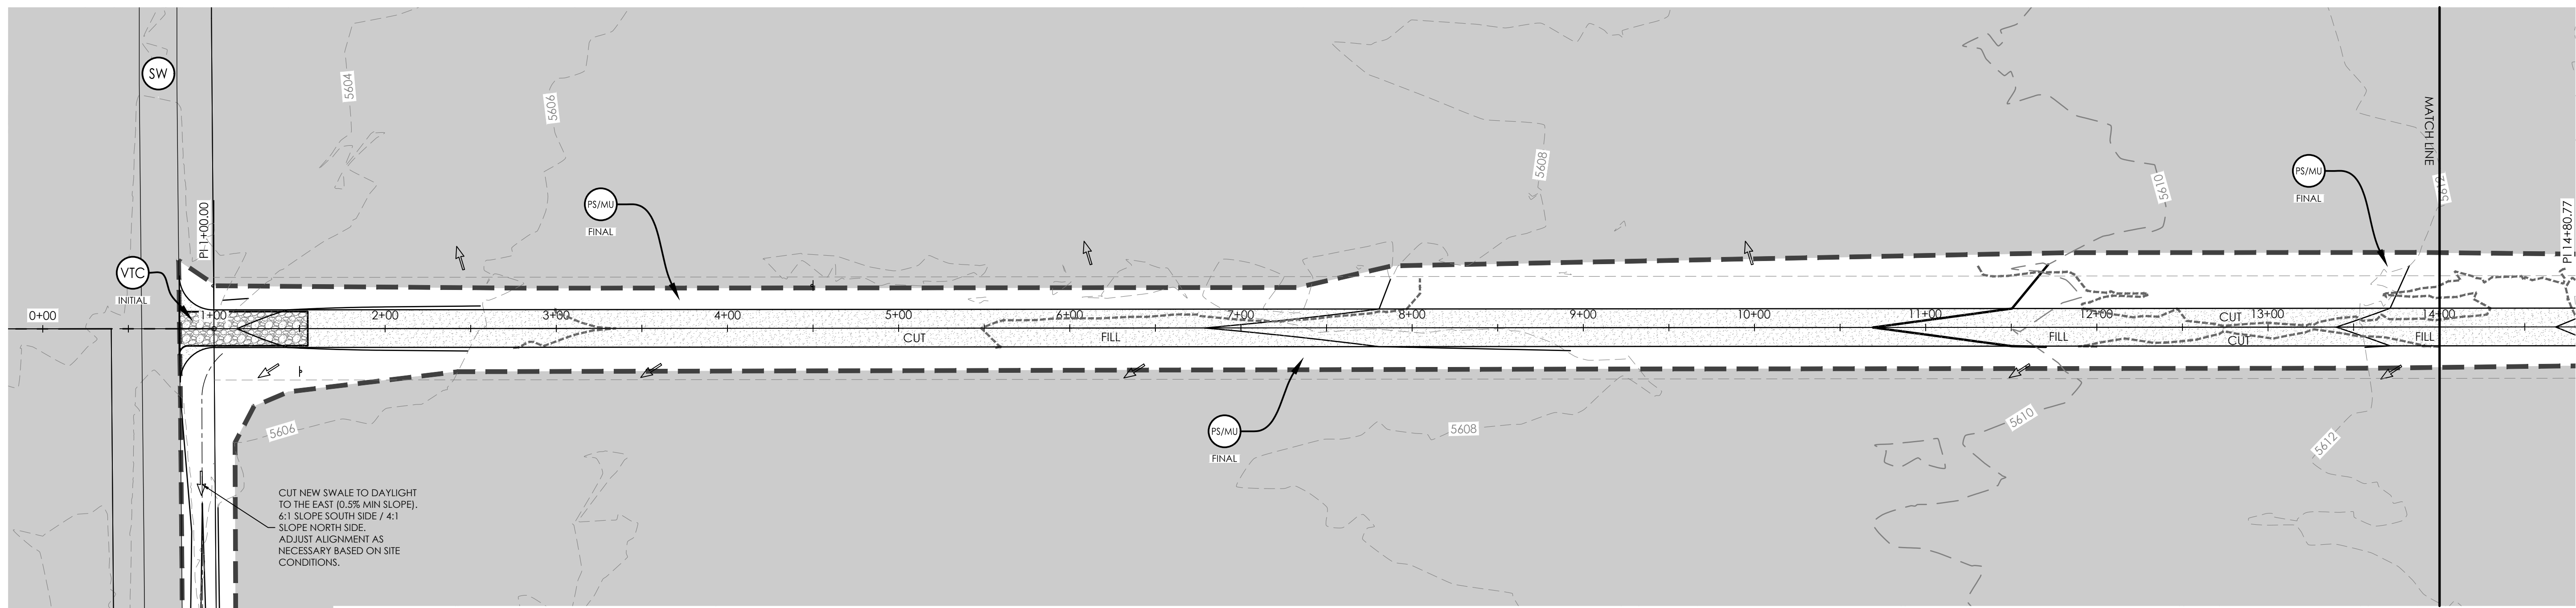 SW
5604
5606
5608
5610
MATCH LINE
5612
PI 1+00.00
PI 14+80.77
PS/MU
FINAL
PS/MU
FINAL
VTC
INITIAL
0+00
1+00
2+00
3+00
4+00
5+00
6+00
7+00
8+00
9+00
10+00
11+00
12+00
13+00
14+00
CUT
FILL
FILL
CUT
CUT
FILL
5606
PS/MU
FINAL
5608
5610
5612
CUT NEW SWALE TO DAYLIGHT
TO THE EAST (0.5% MIN SLOPE).
6:1 SLOPE SOUTH SIDE / 4:1
SLOPE NORTH SIDE.
ADJUST ALIGNMENT AS
NECESSARY BASED ON SITE
CONDITIONS.